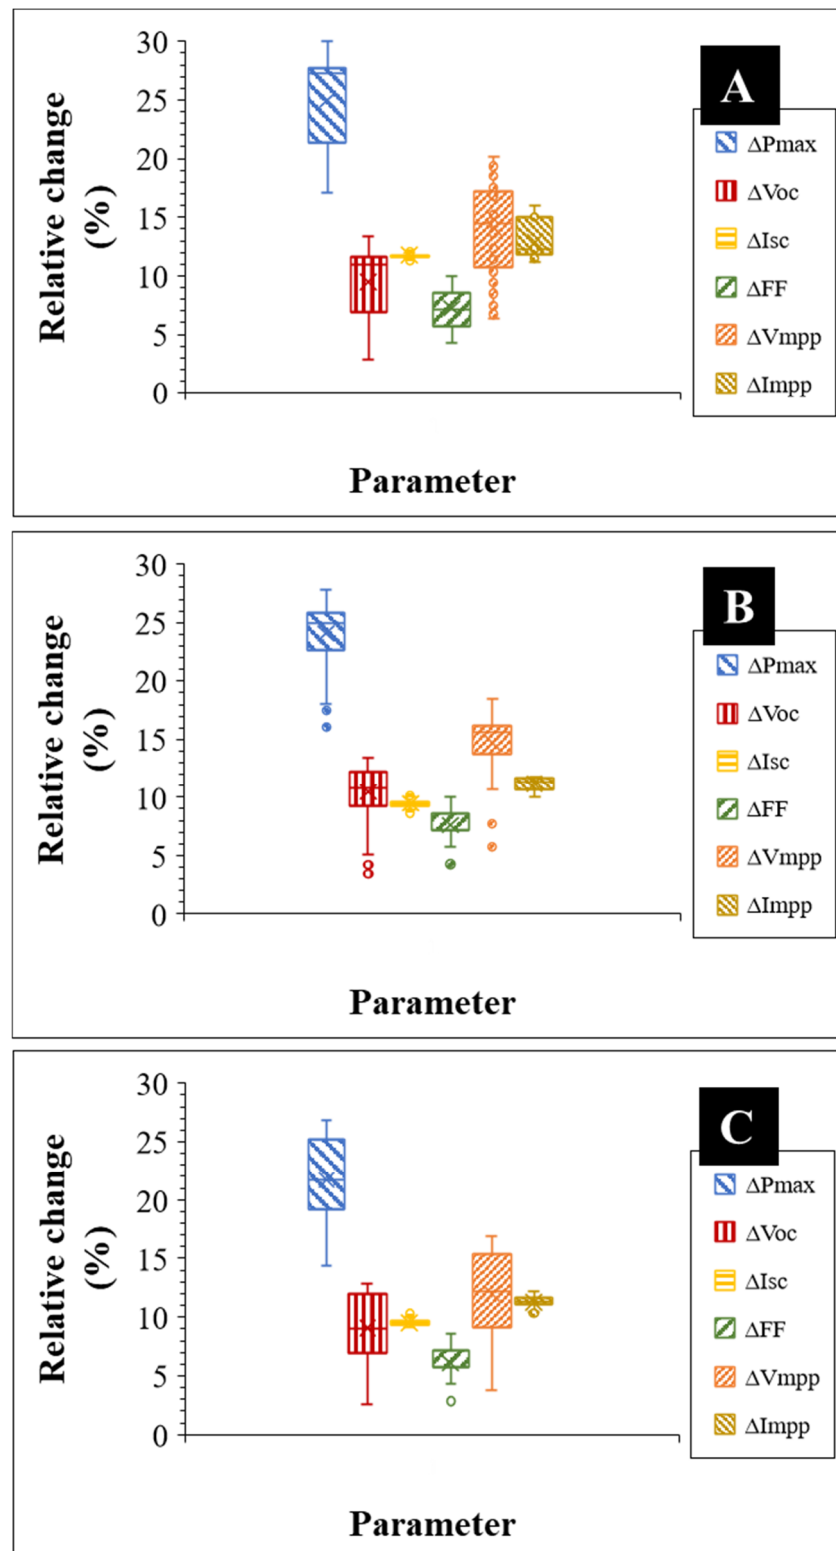 A
30
25
20
15
10
5
0
Relative change
(%)
Parameter
ΔPmax
ΔVoc
ΔIsc
ΔFF
ΔVmpp
ΔImpp
B
30
25
20
15
10
5
0
Relative change
(%)
Parameter
ΔPmax
ΔVoc
ΔIsc
ΔFF
ΔVmpp
ΔImpp
C
30
25
20
15
10
5
0
Relative change
(%)
Parameter
ΔPmax
ΔVoc
ΔIsc
ΔFF
ΔVmpp
ΔImpp